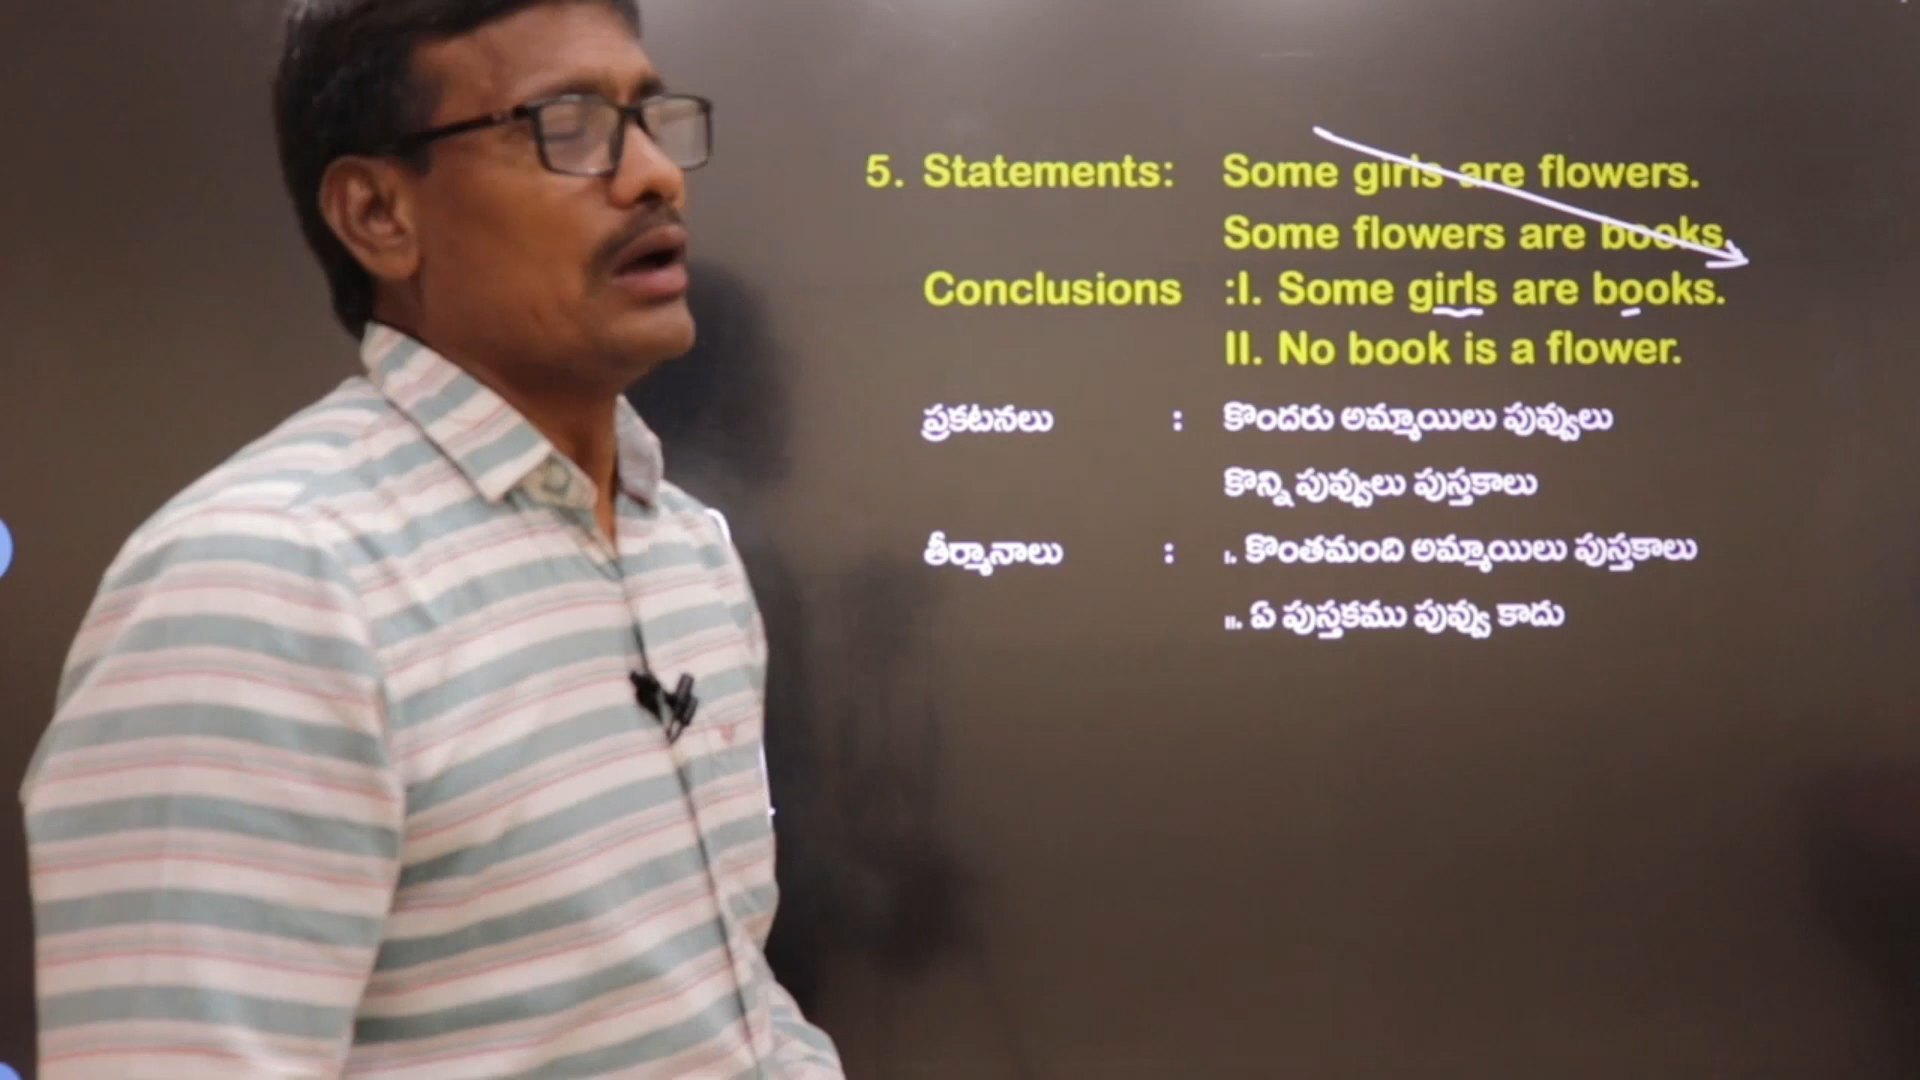 5. Statements: Some girls are flowers.
Some flowers are books.
Conclusions :I. Some girls are books.
II. No book is a flower.
ప్రకటనలు : కొందరు అమ్మాయిలు పువ్వులు
కొన్ని పువ్వులు పుస్తకాలు
తీర్మానాలు : I. కొంతమంది అమ్మాయిలు పుస్తకాలు
II. ఏ పుస్తకము పువ్వు కాదు